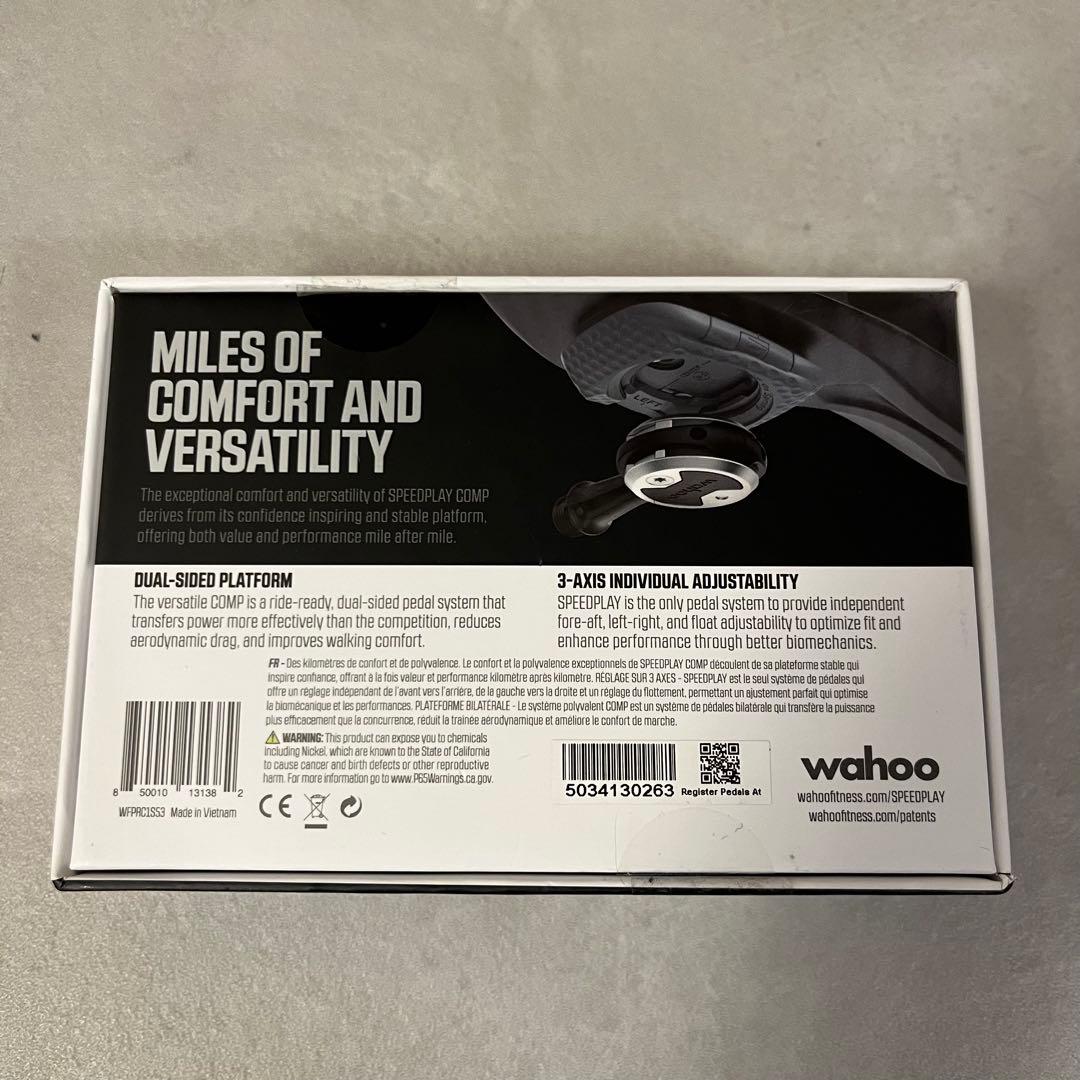 MILES OF
COMFORT AND
VERSATILITY
The exceptional comfort and versatility of SPEEDPLAY COMP
derives from its confidence inspiring and stable platform,
offering both value and performance mile after mile.
LEFT
DUAL-SIDED PLATFORM
The versatile COMP is a ride-ready, dual-sided pedal system that
transfers power more effectively than the competition, reduces
aerodynamic drag, and improves walking comfort.
3-AXIS INDIVIDUAL ADJUSTABILITY
SPEEDPLAY is the only pedal system to provide independent
fore-aft, left-right, and float adjustability to optimize fit and
enhance performance through better biomechanics.
FR - Des kilomètres de confort et de polyvalence. Le confort et la polyvalence exceptionnels de SPEEDPLAY COMP découlent de sa plateforme stable qui
inspire confiance, offrant à la fois valeur et performance kilomètre après kilomètre. RÉGLAGE SUR 3 AXES - SPEEDPLAY est le seul système de pédales qui
offre un réglage indépendant de l'avant vers l'arrière, de la gauche vers la droite et un réglage du flottement, permettant un ajustement parfait qui optimise
la biomécanique et les performances. PLATEFORME BILATÉRALE - Le système polyvalent COMP est un système de pédales bilatérale qui transfère la puissance
plus efficacement que la concurrence, réduit la traînée aérodynamique et améliore le confort de marche.
WARNING: This product can expose you to chemicals
including Nickel, which are known to the State of California
to cause cancer and birth defects or other reproductive
harm. For more information go to www.P65Warnings.ca.gov.
8 50010 13138 2
WFPRC1SS3 Made in Vietnam
CE
5034130263 Register Pedals At
wahoo
wahoofitness.com/SPEEDPLAY
wahoofitness.com/patents